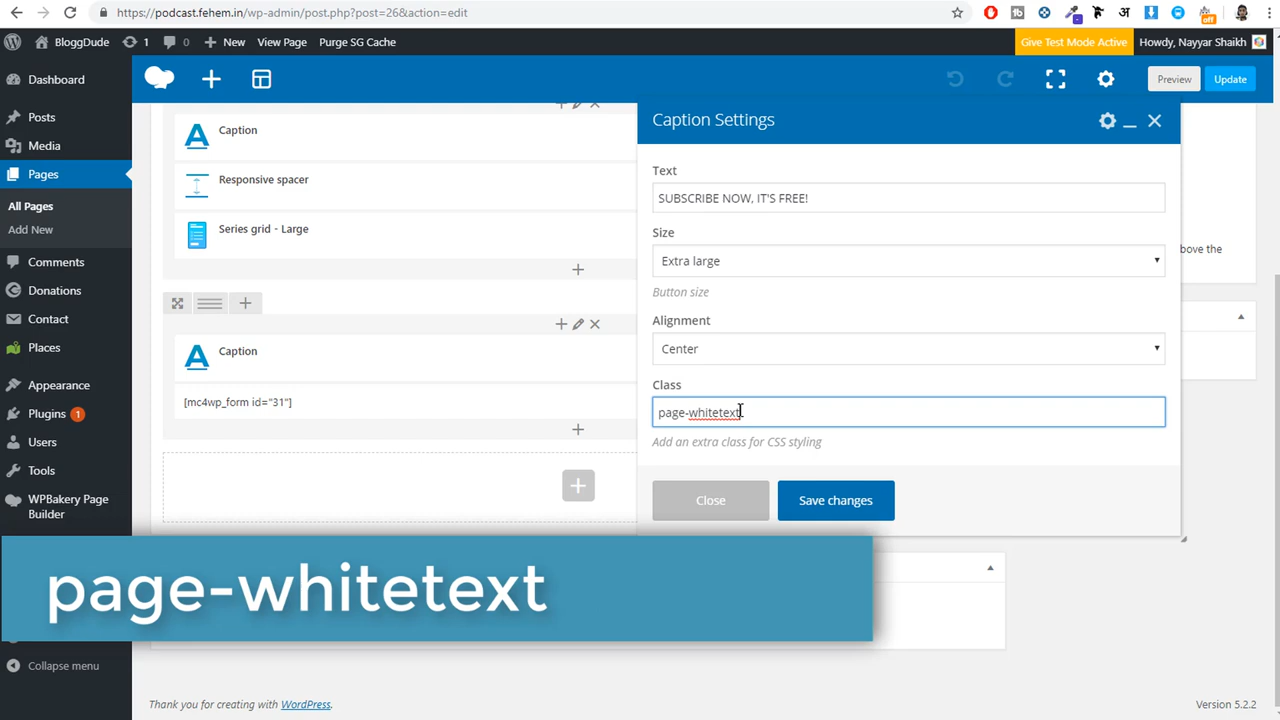 https://podcast.fehem.in/wp-admin/post.php?post=26&action=edit
BloggDude
1
0
New
View Page
Purge SG Cache
Give Test Mode Active
Howdy, Nayyar Shaikh
Dashboard
Posts
Media
Pages
All Pages
Add New
Comments
Donations
Contact
Places
Appearance
Plugins 1
Users
Tools
WPBakery Page
Builder
Collapse menu
Preview
Update
Caption
Responsive spacer
Series grid - Large
Caption
[mc4wp_form id="31"]
Caption Settings
Text
SUBSCRIBE NOW, IT'S FREE!
Size
Extra large
Button size
Alignment
Center
Class
page-whitetext
Add an extra class for CSS styling
Close
Save changes
bove the
page-whitetext
Thank you for creating with WordPress.
Version 5.2.2
off